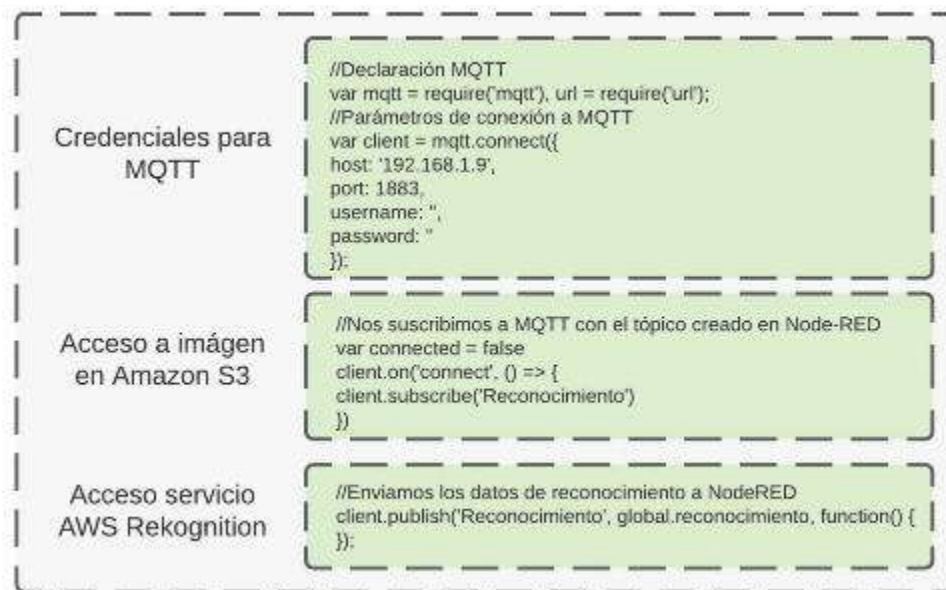 Credenciales para
MQTT
//Declaración MQTT
var mqtt = require('mqtt'), url = require('url');
//Parámetros de conexión a MQTT
var client = mqtt.connect({
host: '192.168.1.9',
port: 1883,
username: '',
password: ''
});
Acceso a imágen
en Amazon S3
//Nos suscribimos a MQTT con el tópico creado en Node-RED
var connected = false
client.on('connect', () => {
client.subscribe('Reconocimiento')
})
Acceso servicio
AWS Rekognition
//Enviamos los datos de reconocimiento a NodeRED
client.publish('Reconocimiento', global.reconocimiento, function() {
});